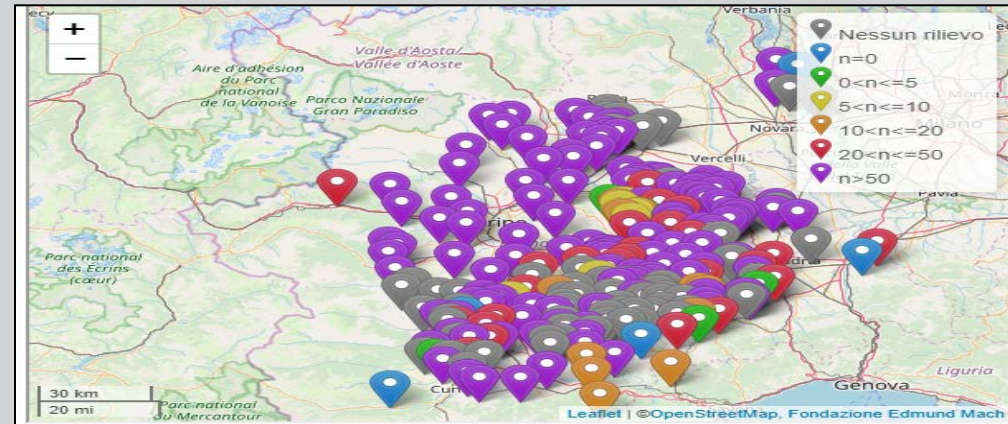 Verbania
+
−
Valle d'Aosta/
Vallée d'Aoste
Aire d'adhésion
du Parc
national
de la Vanoise
Parco Nazionale
Gran Paradiso
Nessun rilievo
n=0
0<n<=5
5<n<=10
10<n<=20
20<n<=50
n>50
Novara
Milano
Vercelli
Pavia
Parc national
des Écrins
(cœur)
Liguria
Genova
30 km
20 mi
Parc national
du Mercantour
Leaflet | ©OpenStreetMap, Fondazione Edmund Mach